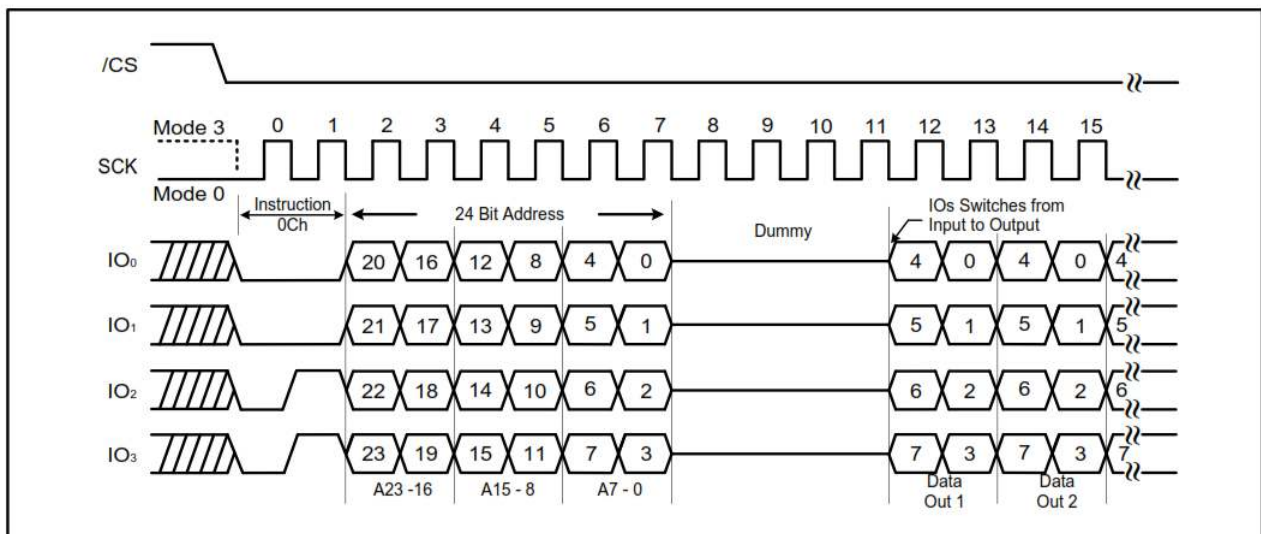 /CS
Mode 3
0 1 2 3 4 5 6 7 8 9 10 11 12 13 14 15
SCK
Mode 0
Instruction
0Ch
24 Bit Address
Dummy
IOs Switches from
Input to Output
IO₀ 20 16 12 8 4 0 4 0 4 0 4
IO₁ 21 17 13 9 5 1 5 1 5 1 5
IO₂ 22 18 14 10 6 2 6 2 6 2 6
IO₃ 23 19 15 11 7 3 7 3 7 3 7
A23 -16 A15 - 8 A7 - 0
Data
Out 1
Data
Out 2